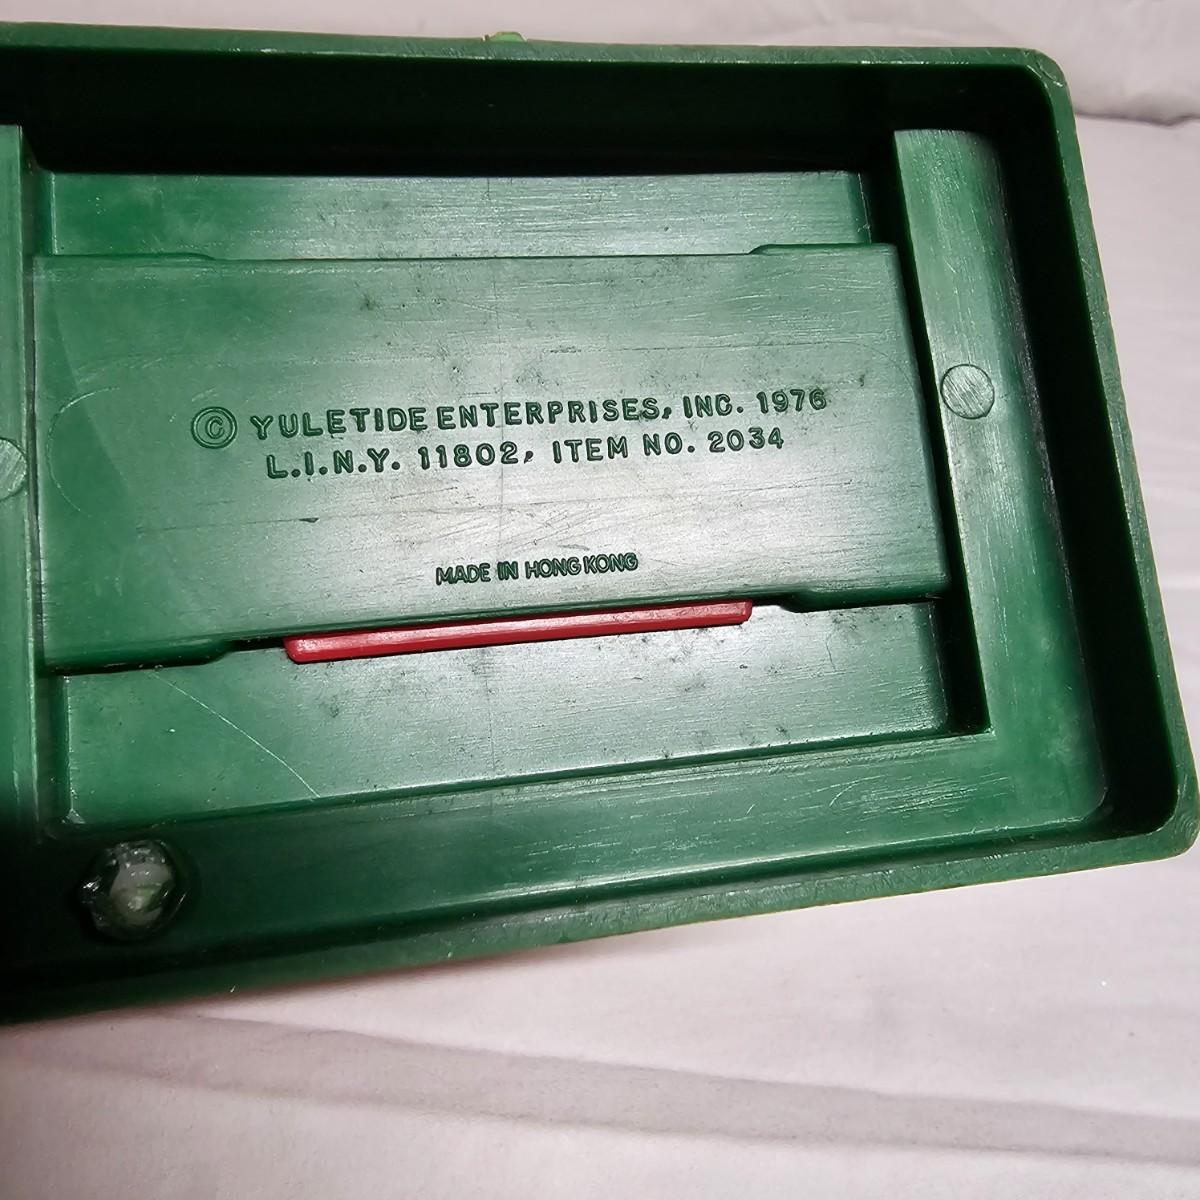 © YULETIDE ENTERPRISES, INC. 1976
L.I.N.Y. 11802, ITEM NO. 2034
MADE IN HONG KONG